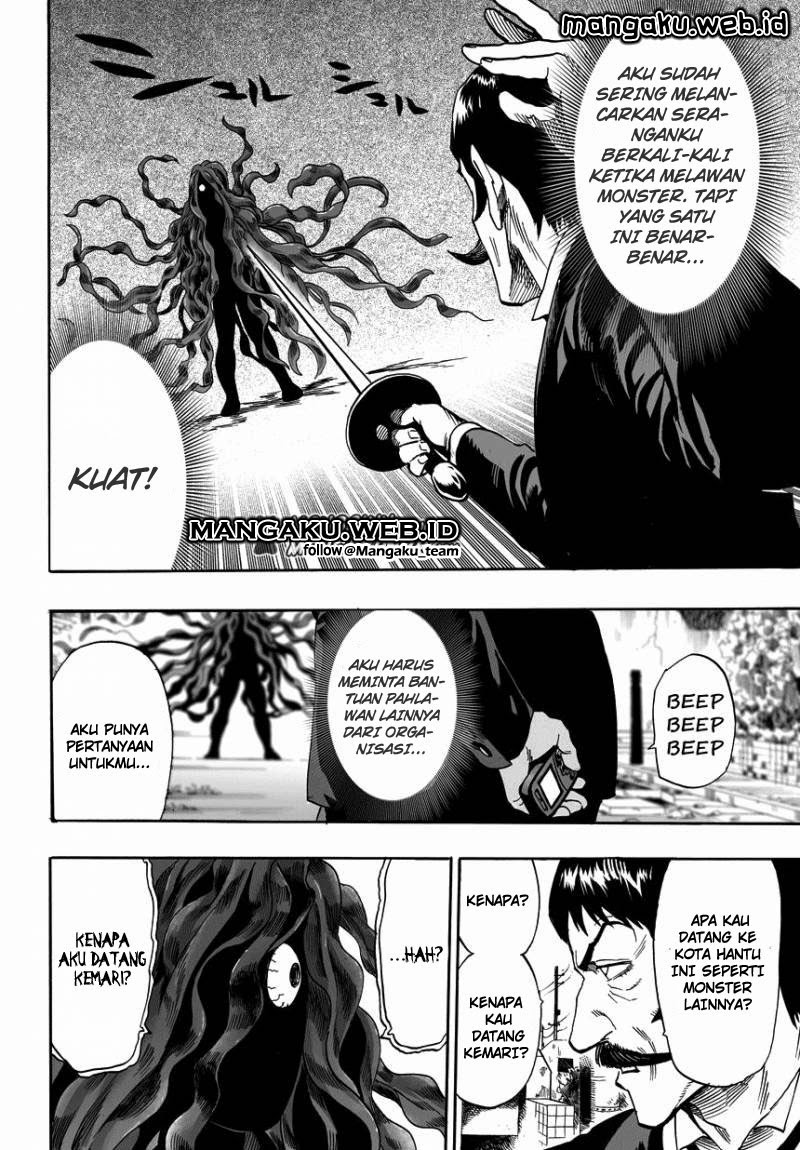 mangaku.web.id
シュル
シュル
AKU SUDAH
SERING MELAN-
CARKAN SERA-
NGANKU
BERKALI-KALI
KETIKA MELAWAN
MONSTER. TAPI
YANG SATU
INI BENAR-
BENAR...
KUAT!
MANGAKU.WEB.ID
follow @Mangaku_team
BEEP
BEEP
BEEP
AKU HARUS
MEMINTA BAN-
TUAN PAHLA-
WAN LAINNYA
DARI ORGA-
NISASI...
AKU PUNYA
PERTANYAAN
UNTUKMU...
KENAPA
AKU DATANG
KEMARI?
...HAH?
KENAPA?
KENAPA
KAU
DATANG
KEMARI?
APA KAU
DATANG KE
KOTA HANTU
INI SEPERTI
MONSTER
LAINNYA?